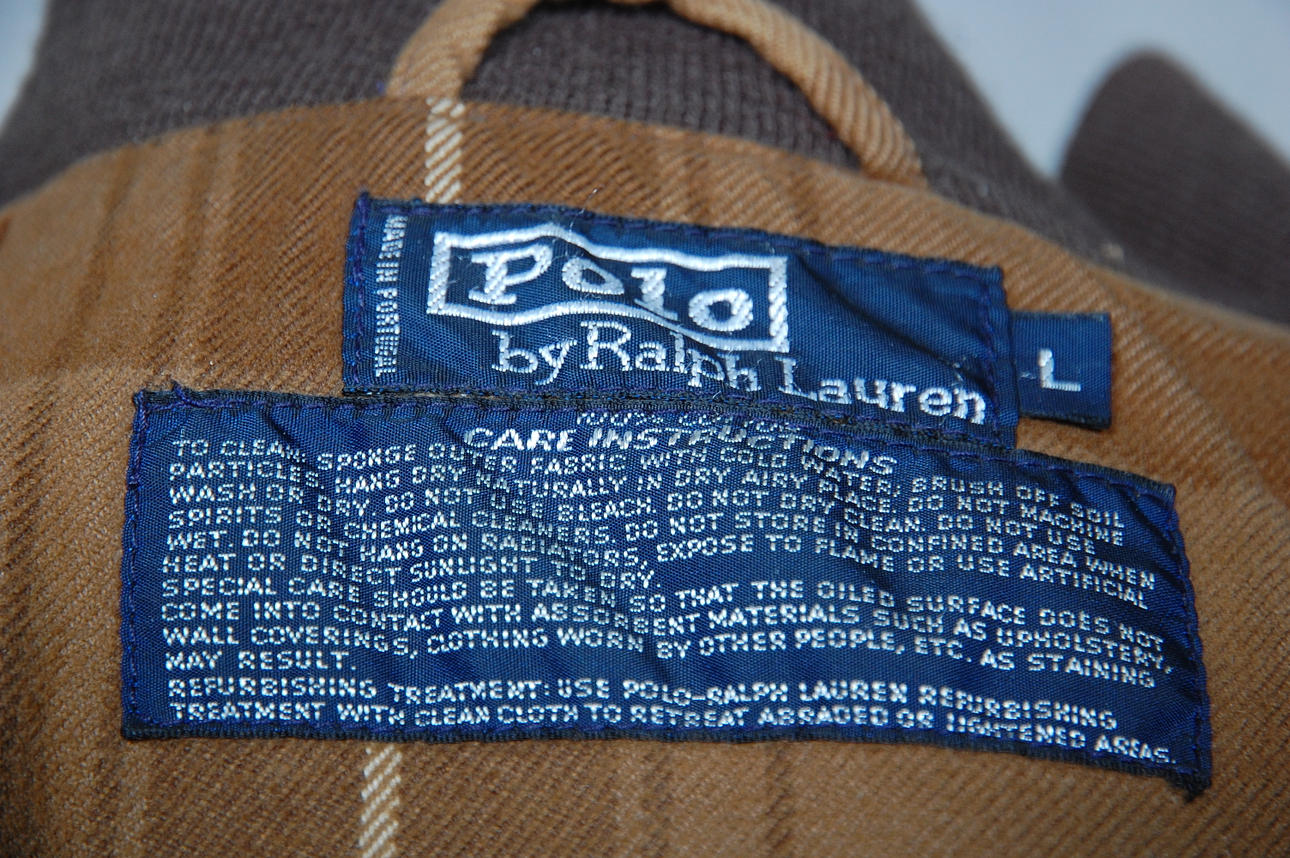 MADE IN PORTUGAL
Polo
by Ralph Lauren
L
CARE INSTRUCTIONS
TO CLEAN, SPONGE OUTER FABRIC WITH COLD WATER. BRUSH OFF SOIL
PARTICLES. HANG DRY NATURALLY IN DRY AIRY PLACE. DO NOT MACHINE
WASH OR DRY. DO NOT USE BLEACH. DO NOT DRY CLEAN. DO NOT USE
SPIRITS OR CHEMICAL CLEANERS. DO NOT STORE IN CONFINED AREA WHEN
WET. DO NOT HANG ON RADIATORS, EXPOSE TO FLAME OR USE ARTIFICIAL
HEAT OR DIRECT SUNLIGHT TO DRY.
SPECIAL CARE SHOULD BE TAKEN SO THAT THE OILED SURFACE DOES NOT
COME INTO CONTACT WITH ABSORBENT MATERIALS SUCH AS UPHOLSTERY,
WALL COVERINGS, CLOTHING WORN BY OTHER PEOPLE, ETC. AS STAINING
MAY RESULT.
REFURBISHING TREATMENT: USE POLO-RALPH LAUREN REFURBISHING
TREATMENT WITH CLEAN CLOTH TO RETREAT ABRADED OR LIGHTENED AREAS.